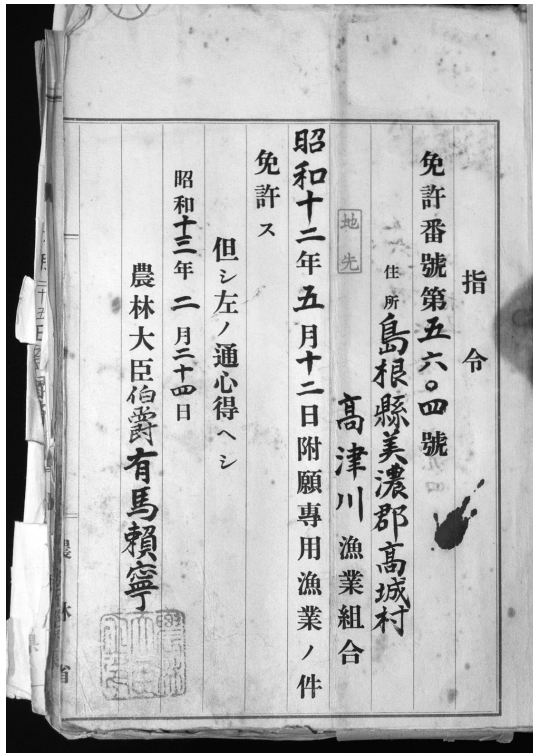 指令
免許番號第五六〇四號
住所 島根縣美濃郡高城村
地先
高津川漁業組合
昭和十二年五月十二日附願專用漁業ノ件
免許ス
但シ左ノ通心得ヘシ
昭和十三年二月二十四日
農林大臣伯爵有馬賴寧
林
省